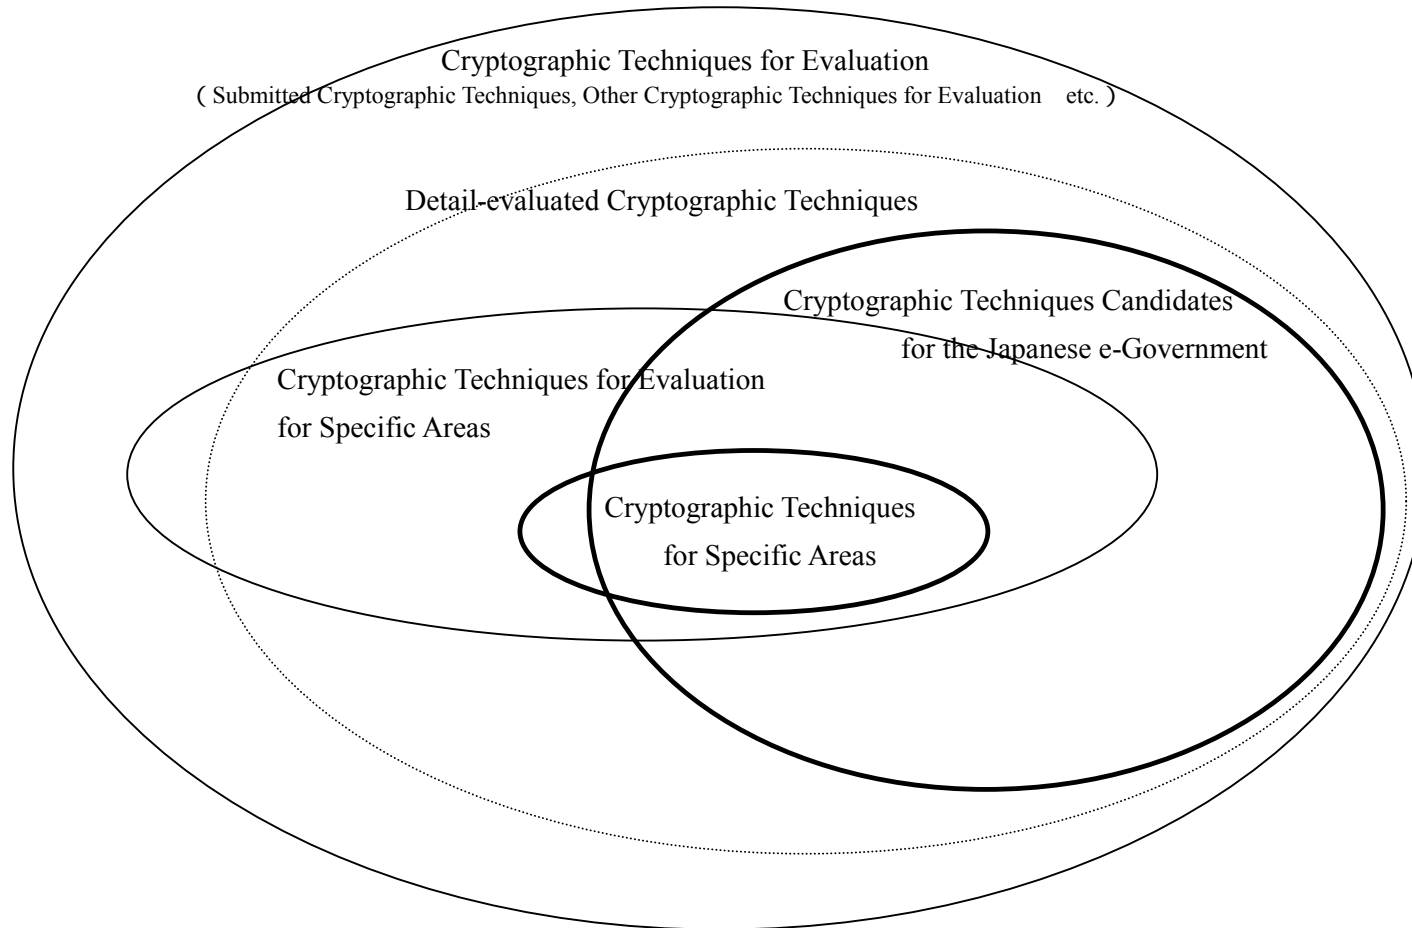 Cryptographic Techniques for Evaluation
( Submitted Cryptographic Techniques, Other Cryptographic Techniques for Evaluation etc. )
Detail-evaluated Cryptographic Techniques
Cryptographic Techniques Candidates
for the Japanese e-Government
Cryptographic Techniques for Evaluation
for Specific Areas
Cryptographic Techniques
for Specific Areas